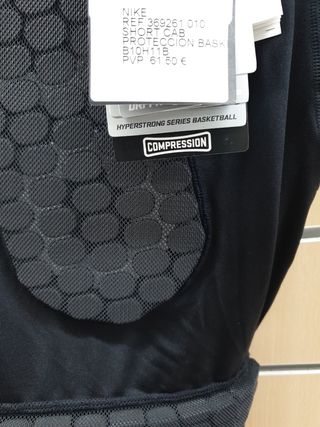 NIKE
REF 369261 010
SHORT CAB
PROTECCION BASK
B10H11B
PVP. 61.50 €
HYPERSTRONG SERIES BASKETBALL
COMPRESSION